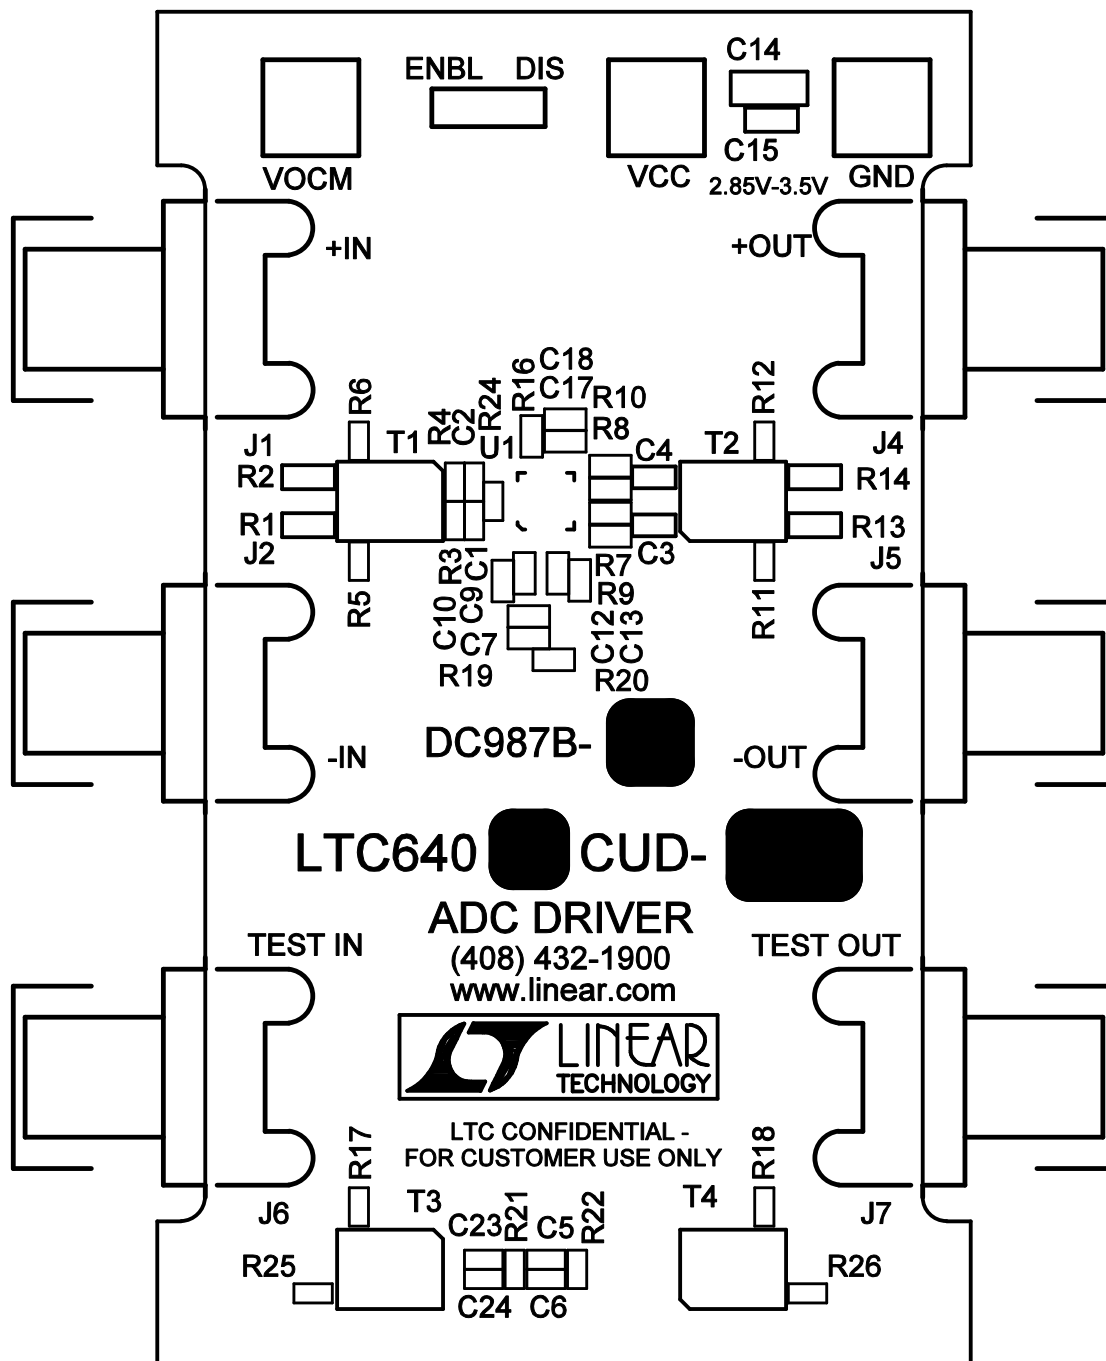 C14
ENBL DIS
C15
VOCM
VCC
2.85V-3.5V
GND
+IN
+OUT
C18
C17
R16
R10
R8
R6
R12
R4
C2
R24
T1
U1
C4
T2
J1
J4
R2
R14
R1
R13
J2
C3
J5
R3
C1
R7
R9
R5
R11
C10
C9
C7
C12
C13
R19
R20
DC987B-
-IN
-OUT
LTC640 CUD-
ADC DRIVER
TEST IN
TEST OUT
(408) 432-1900
www.linear.com
LINEAR
TECHNOLOGY
LTC CONFIDENTIAL -
FOR CUSTOMER USE ONLY
R17
R18
T3
T4
J6
J7
C23
R21
C5
R22
R25
R26
C24
C6